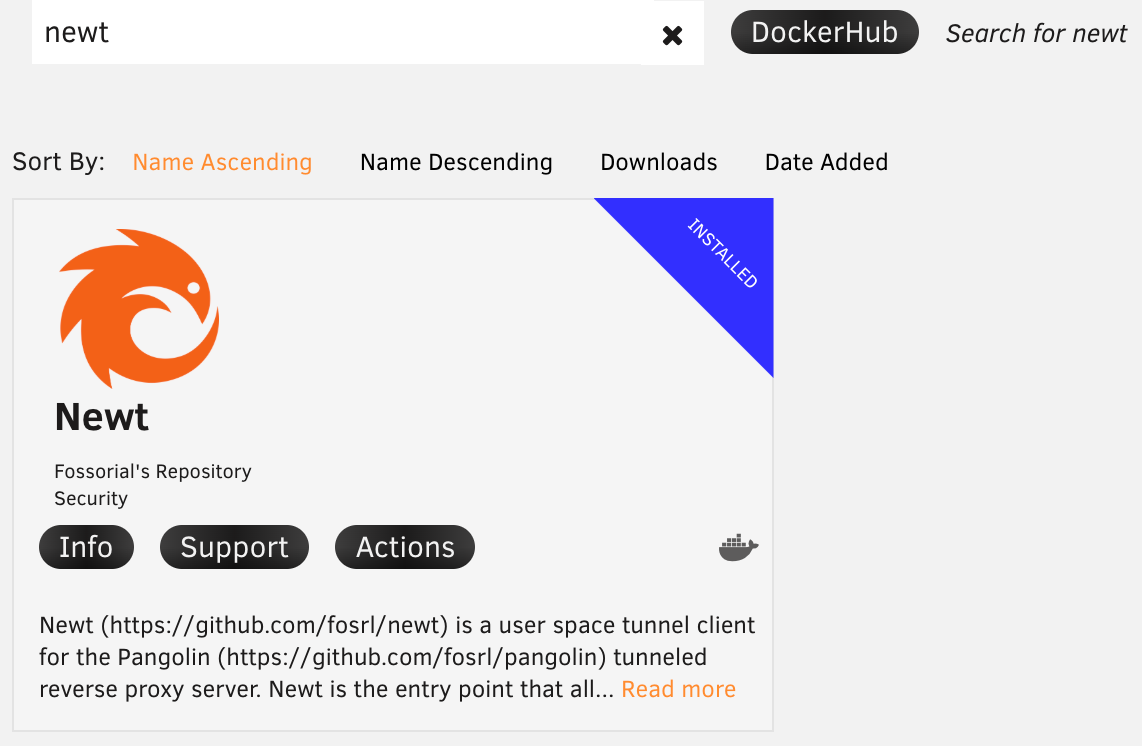 newt ✖ DockerHub Search for newt
Sort By: Name Ascending Name Descending Downloads Date Added
INSTALLED
Newt
Fossorial's Repository
Security
Info Support Actions
Newt (https://github.com/fosrl/newt) is a user space tunnel client
for the Pangolin (https://github.com/fosrl/pangolin) tunneled
reverse proxy server. Newt is the entry point that all... Read more